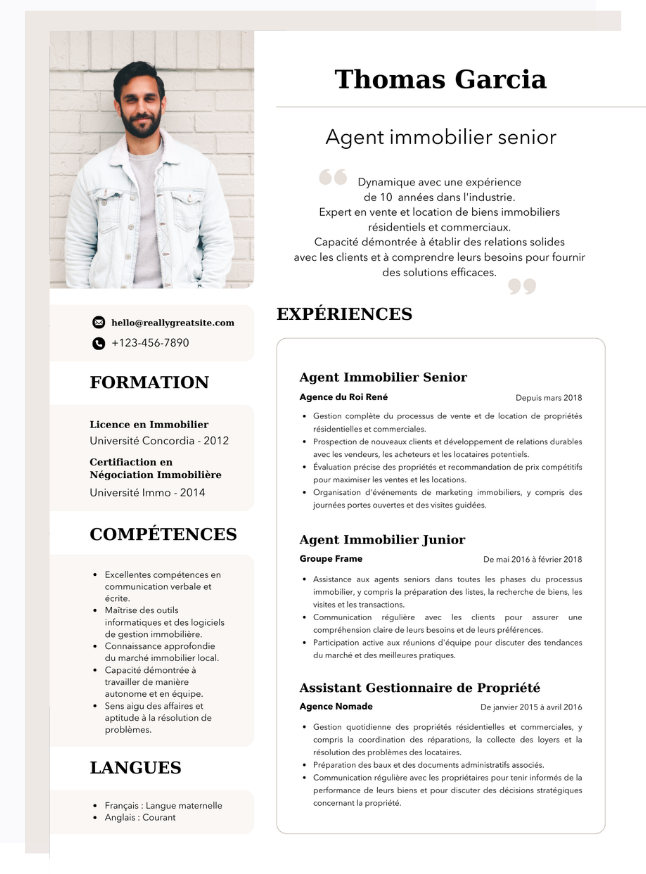 Thomas Garcia
Agent immobilier senior
Dynamique avec une expérience
de 10 années dans l'industrie.
Expert en vente et location de biens immobiliers
résidentiels et commerciaux.
Capacité démontrée à établir des relations solides
avec les clients et à comprendre leurs besoins pour fournir
des solutions efficaces.
hello@reallygreatsite.com
+123-456-7890
FORMATION
Licence en Immobilier
Université Concordia - 2012
Certifiaction en
Négociation Immobilière
Université Immo - 2014
COMPÉTENCES
• Excellentes compétences en
communication verbale et
écrite.
• Maîtrise des outils
informatiques et des logiciels
de gestion immobilière.
• Connaissance approfondie
du marché immobilier local.
• Capacité démontrée à
travailler de manière
autonome et en équipe.
• Sens aigu des affaires et
aptitude à la résolution de
problèmes.
LANGUES
• Français : Langue maternelle
• Anglais : Courant
EXPÉRIENCES
Agent Immobilier Senior
Agence du Roi René Depuis mars 2018
• Gestion complète du processus de vente et de location de propriétés
résidentielles et commerciales.
• Prospection de nouveaux clients et développement de relations durables
avec les vendeurs, les acheteurs et les locataires potentiels.
• Évaluation précise des propriétés et recommandation de prix compétitifs
pour maximiser les ventes et les locations.
• Organisation d'événements de marketing immobiliers, y compris des
journées portes ouvertes et des visites guidées.
Agent Immobilier Junior
Groupe Frame De mai 2016 à février 2018
• Assistance aux agents seniors dans toutes les phases du processus
immobilier, y compris la préparation des listes, la recherche de biens, les
visites et les transactions.
• Communication régulière avec les clients pour assurer une
compréhension claire de leurs besoins et de leurs préférences.
• Participation active aux réunions d'équipe pour discuter des tendances
du marché et des meilleures pratiques.
Assistant Gestionnaire de Propriété
Agence Nomade De janvier 2015 à avril 2016
• Gestion quotidienne des propriétés résidentielles et commerciales, y
compris la coordination des réparations, la collecte des loyers et la
résolution des problèmes des locataires.
• Préparation des baux et des documents administratifs associés.
• Communication régulière avec les propriétaires pour tenir informés de la
performance de leurs biens et pour discuter des décisions stratégiques
concernant la propriété.